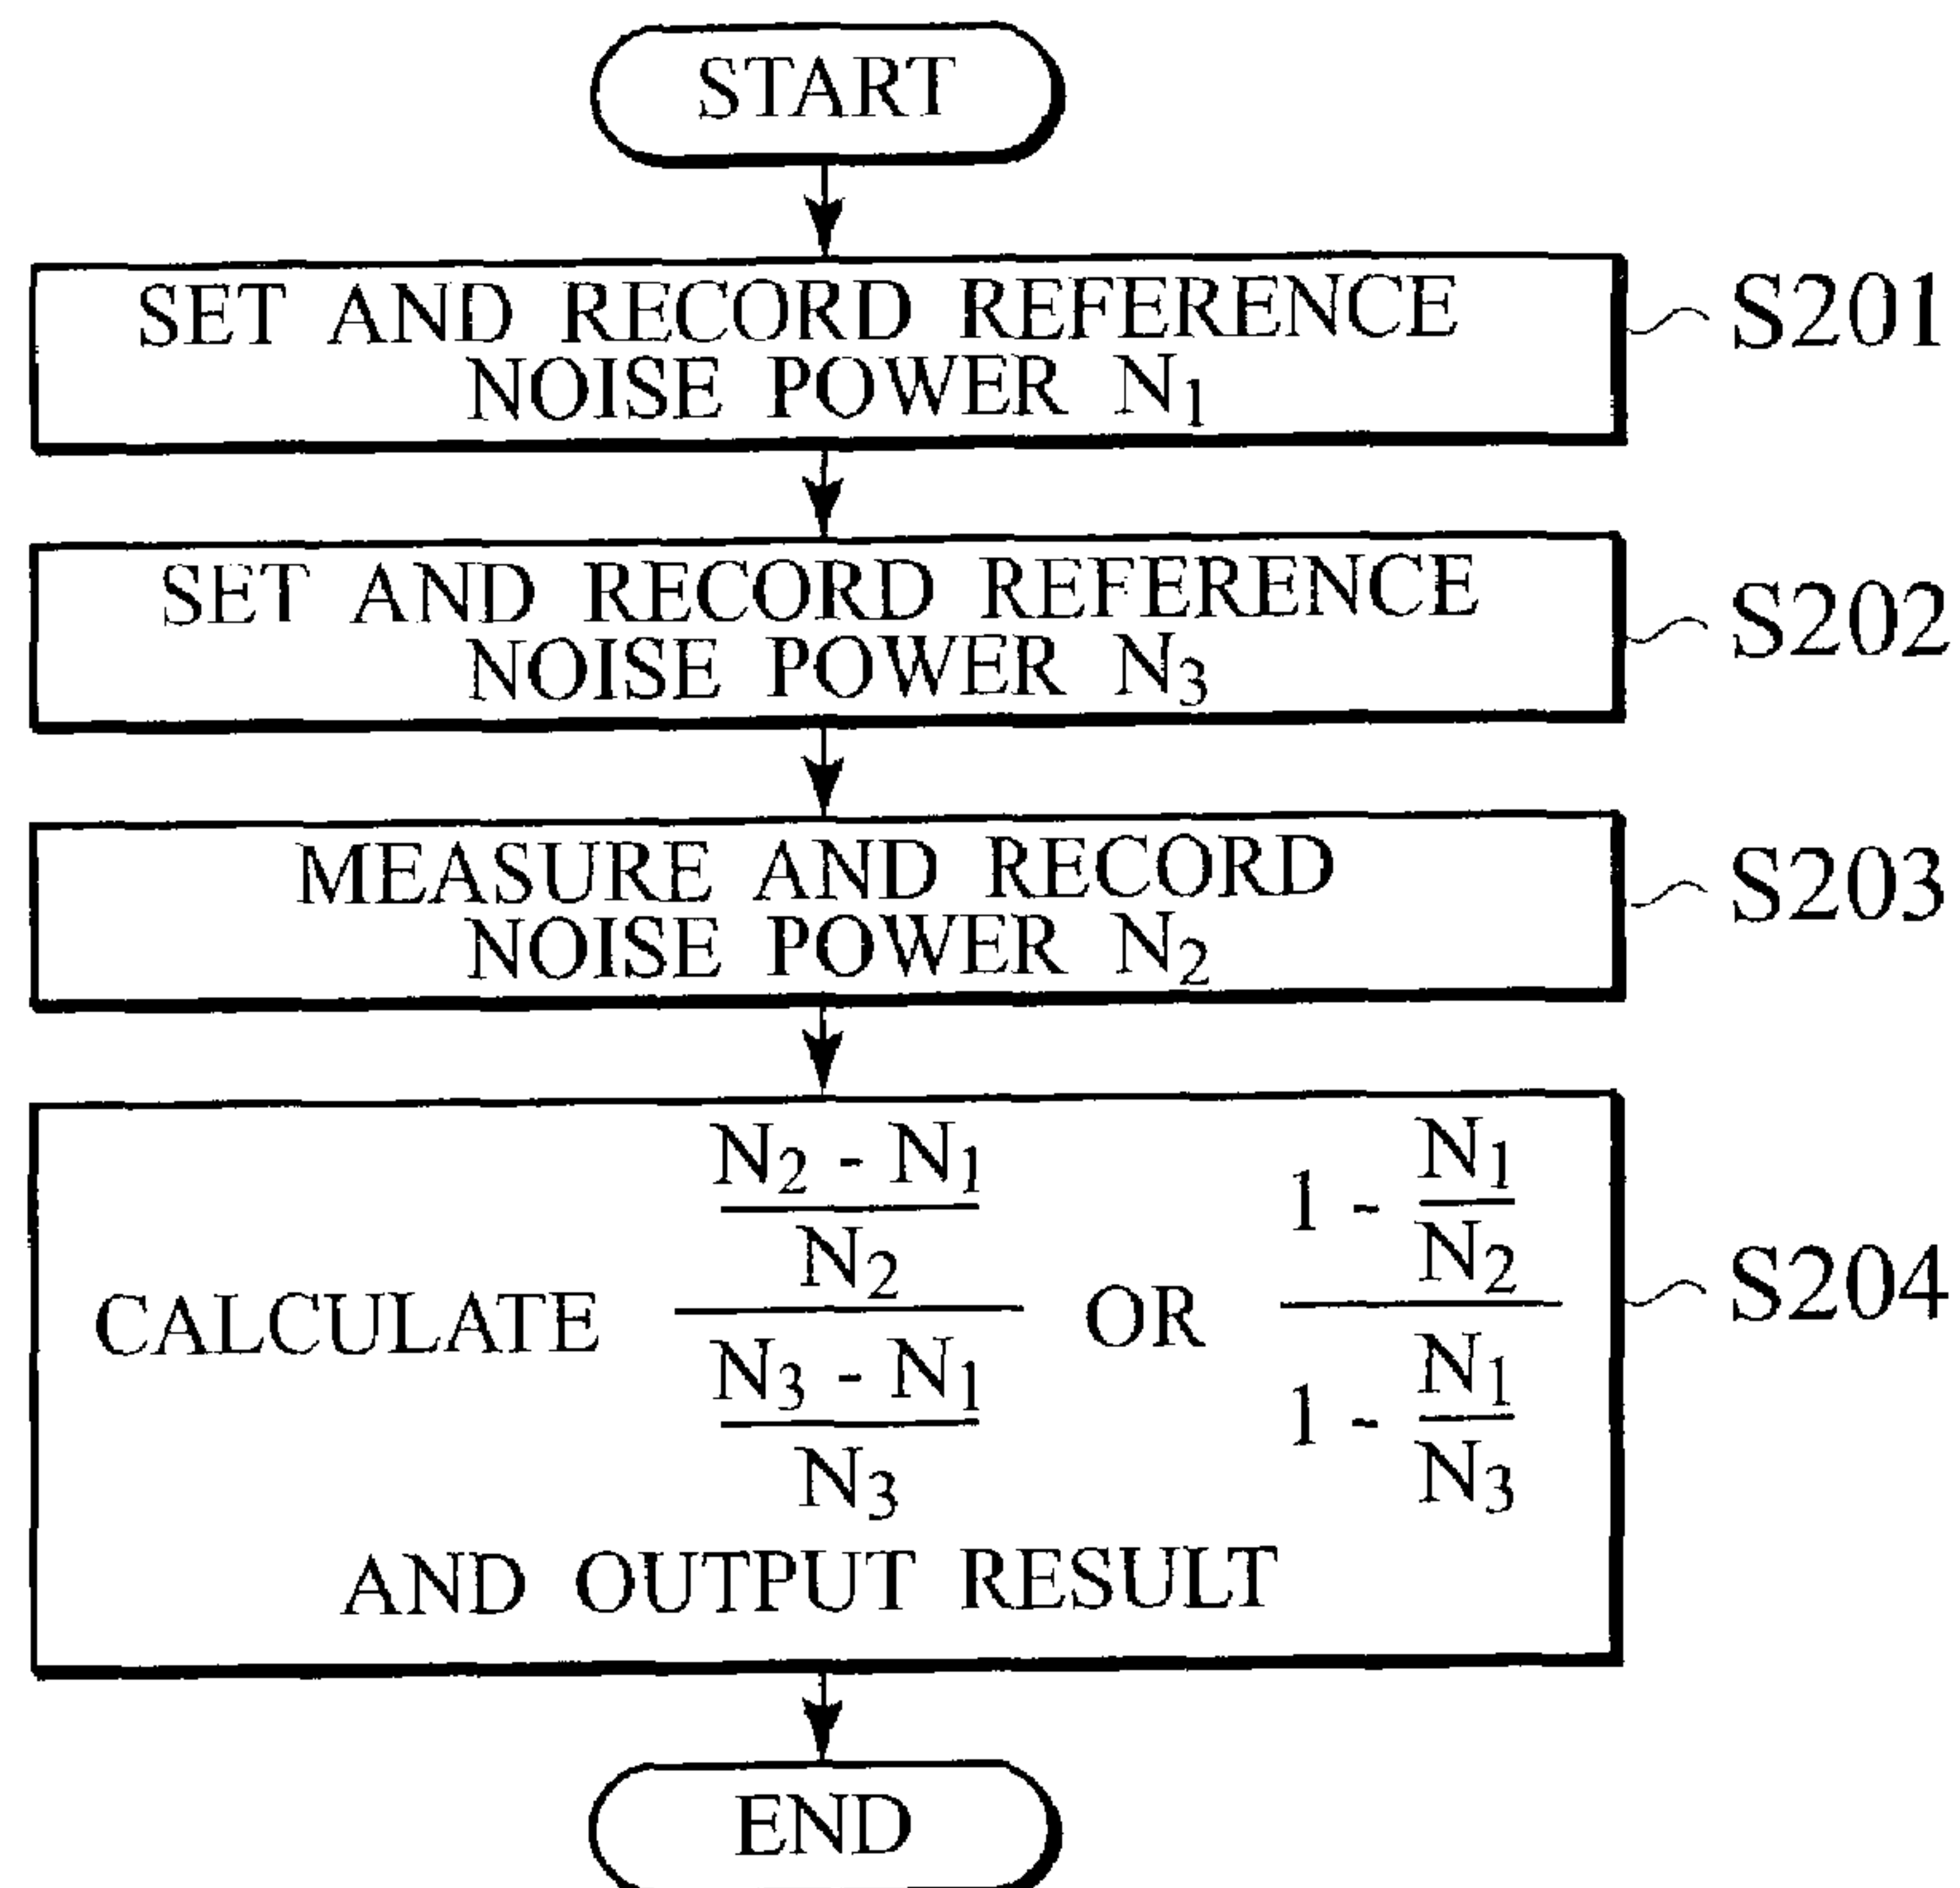 START
SET AND RECORD REFERENCE
NOISE POWER N₁
S201
SET AND RECORD REFERENCE
NOISE POWER N₃
S202
MEASURE AND RECORD
NOISE POWER N₂
S203
CALCULATE
N₂ - N₁
N₂
N₃ - N₁
N₃
OR
1 - N₁
N₂
1 - N₁
N₃
AND OUTPUT RESULT
S204
END